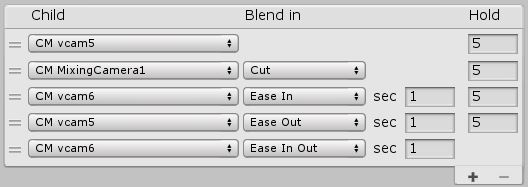 Child Blend in Hold
CM vcam5 5
CM MixingCamera1 Cut 5
CM vcam6 Ease In sec 1 5
CM vcam5 Ease Out sec 1 5
CM vcam6 Ease In Out sec 1